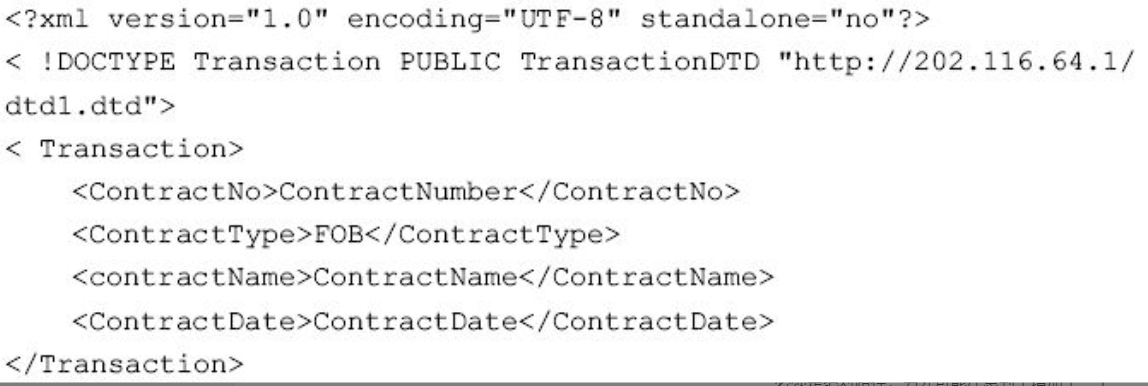 <?xml version="1.0" encoding="UTF-8" standalone="no"?>
< !DOCTYPE Transaction PUBLIC TransactionDTD "http://202.116.64.1/
dtd1.dtd">
< Transaction>
<ContractNo>ContractNumber</ContractNo>
<ContractType>FOB</ContractType>
<contractName>ContractName</ContractName>
<ContractDate>ContractDate</ContractDate>
</Transaction>